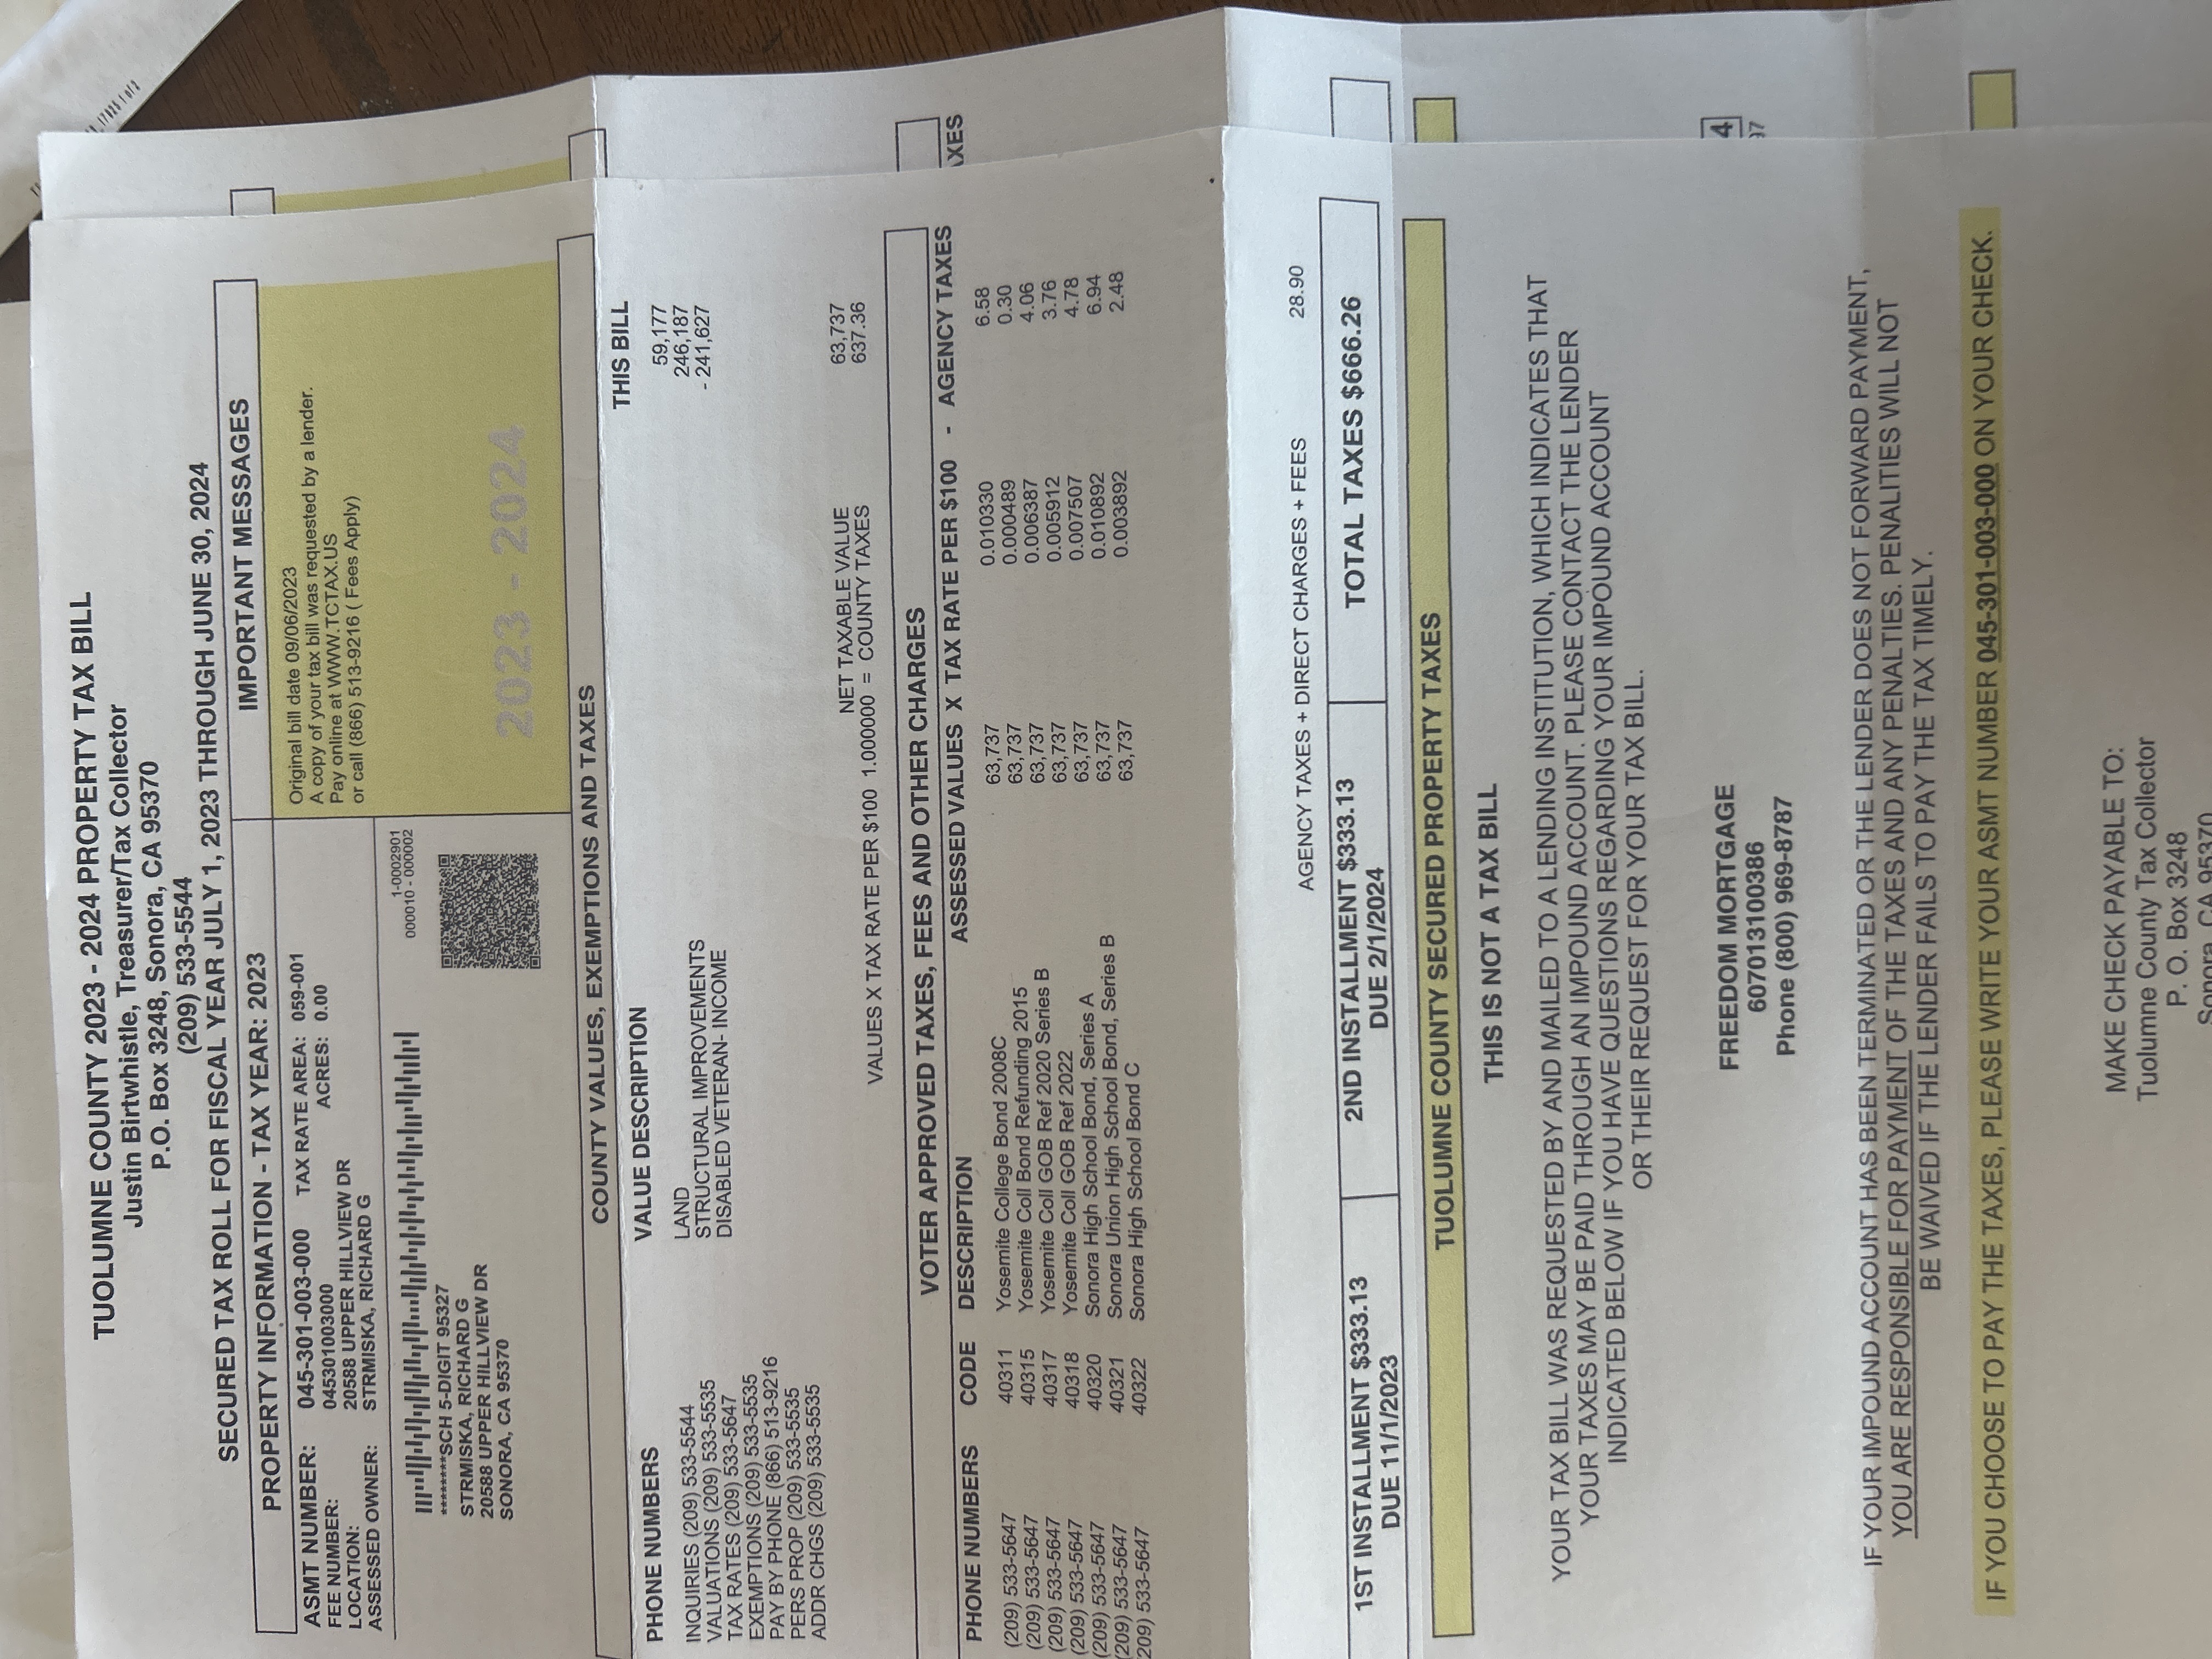 TUOLUMNE COUNTY 2023 - 2024 PROPERTY TAX BILL
Justin Birtwhistle, Treasurer/Tax Collector
P.O. Box 3248, Sonora, CA 95370
(209) 533-5544
SECURED TAX ROLL FOR FISCAL YEAR JULY 1, 2023 THROUGH JUNE 30, 2024
PROPERTY INFORMATION - TAX YEAR: 2023
ASMT NUMBER: 045-301-003-000 TAX RATE AREA: 059-001
FEE NUMBER: 045301003000 ACRES: 0.00
LOCATION: 20588 UPPER HILLVIEW DR
ASSESSED OWNER: STRMISKA, RICHARD G
IMPORTANT MESSAGES
Original bill date 09/06/2023
A copy of your tax bill was requested by a lender.
Pay online at WWW.TCTAX.US
or call (866) 513-9216 ( Fees Apply)
2023 - 2024
1-0002901
000010 - 000002
********SCH 5-DIGIT 95327
STRMISKA, RICHARD G
20588 UPPER HILLVIEW DR
SONORA, CA 95370
COUNTY VALUES, EXEMPTIONS AND TAXES
PHONE NUMBERS VALUE DESCRIPTION THIS BILL
INQUIRIES (209) 533-5544 LAND 59,177
VALUATIONS (209) 533-5535 STRUCTURAL IMPROVEMENTS 246,187
TAX RATES (209) 533-5647 DISABLED VETERAN- INCOME - 241,627
EXEMPTIONS (209) 533-5535
PAY BY PHONE (866) 513-9216
PERS PROP (209) 533-5535
ADDR CHGS (209) 533-5535
NET TAXABLE VALUE 63,737
VALUES X TAX RATE PER $100 1.000000 = COUNTY TAXES 637.36
VOTER APPROVED TAXES, FEES AND OTHER CHARGES
PHONE NUMBERS CODE DESCRIPTION ASSESSED VALUES X TAX RATE PER $100 - AGENCY TAXES
(209) 533-5647 40311 Yosemite College Bond 2008C 63,737 0.010330 6.58
(209) 533-5647 40315 Yosemite Coll Bond Refunding 2015 63,737 0.000489 0.30
(209) 533-5647 40317 Yosemite Coll GOB Ref 2020 Series B 63,737 0.006387 4.06
(209) 533-5647 40318 Yosemite Coll GOB Ref 2022 63,737 0.005912 3.76
(209) 533-5647 40320 Sonora High School Bond, Series A 63,737 0.007507 4.78
(209) 533-5647 40321 Sonora Union High School Bond, Series B 63,737 0.010892 6.94
209) 533-5647 40322 Sonora High School Bond C 63,737 0.003892 2.48
AXES
AGENCY TAXES + DIRECT CHARGES + FEES 28.90
1ST INSTALLMENT $333.13
DUE 11/1/2023
2ND INSTALLMENT $333.13
DUE 2/1/2024
TOTAL TAXES $666.26
TUOLUMNE COUNTY SECURED PROPERTY TAXES
THIS IS NOT A TAX BILL
YOUR TAX BILL WAS REQUESTED BY AND MAILED TO A LENDING INSTITUTION, WHICH INDICATES THAT
YOUR TAXES MAY BE PAID THROUGH AN IMPOUND ACCOUNT. PLEASE CONTACT THE LENDER
INDICATED BELOW IF YOU HAVE QUESTIONS REGARDING YOUR IMPOUND ACCOUNT
OR THEIR REQUEST FOR YOUR TAX BILL.
FREEDOM MORTGAGE
607013100386
Phone (800) 969-8787
4
97
IF YOUR IMPOUND ACCOUNT HAS BEEN TERMINATED OR THE LENDER DOES NOT FORWARD PAYMENT,
YOU ARE RESPONSIBLE FOR PAYMENT OF THE TAXES AND ANY PENALTIES. PENALITIES WILL NOT
BE WAIVED IF THE LENDER FAILS TO PAY THE TAX TIMELY.
IF YOU CHOOSE TO PAY THE TAXES, PLEASE WRITE YOUR ASMT NUMBER 045-301-003-000 ON YOUR CHECK.
MAKE CHECK PAYABLE TO:
Tuolumne County Tax Collector
P. O. Box 3248
Sonora, CA 95370